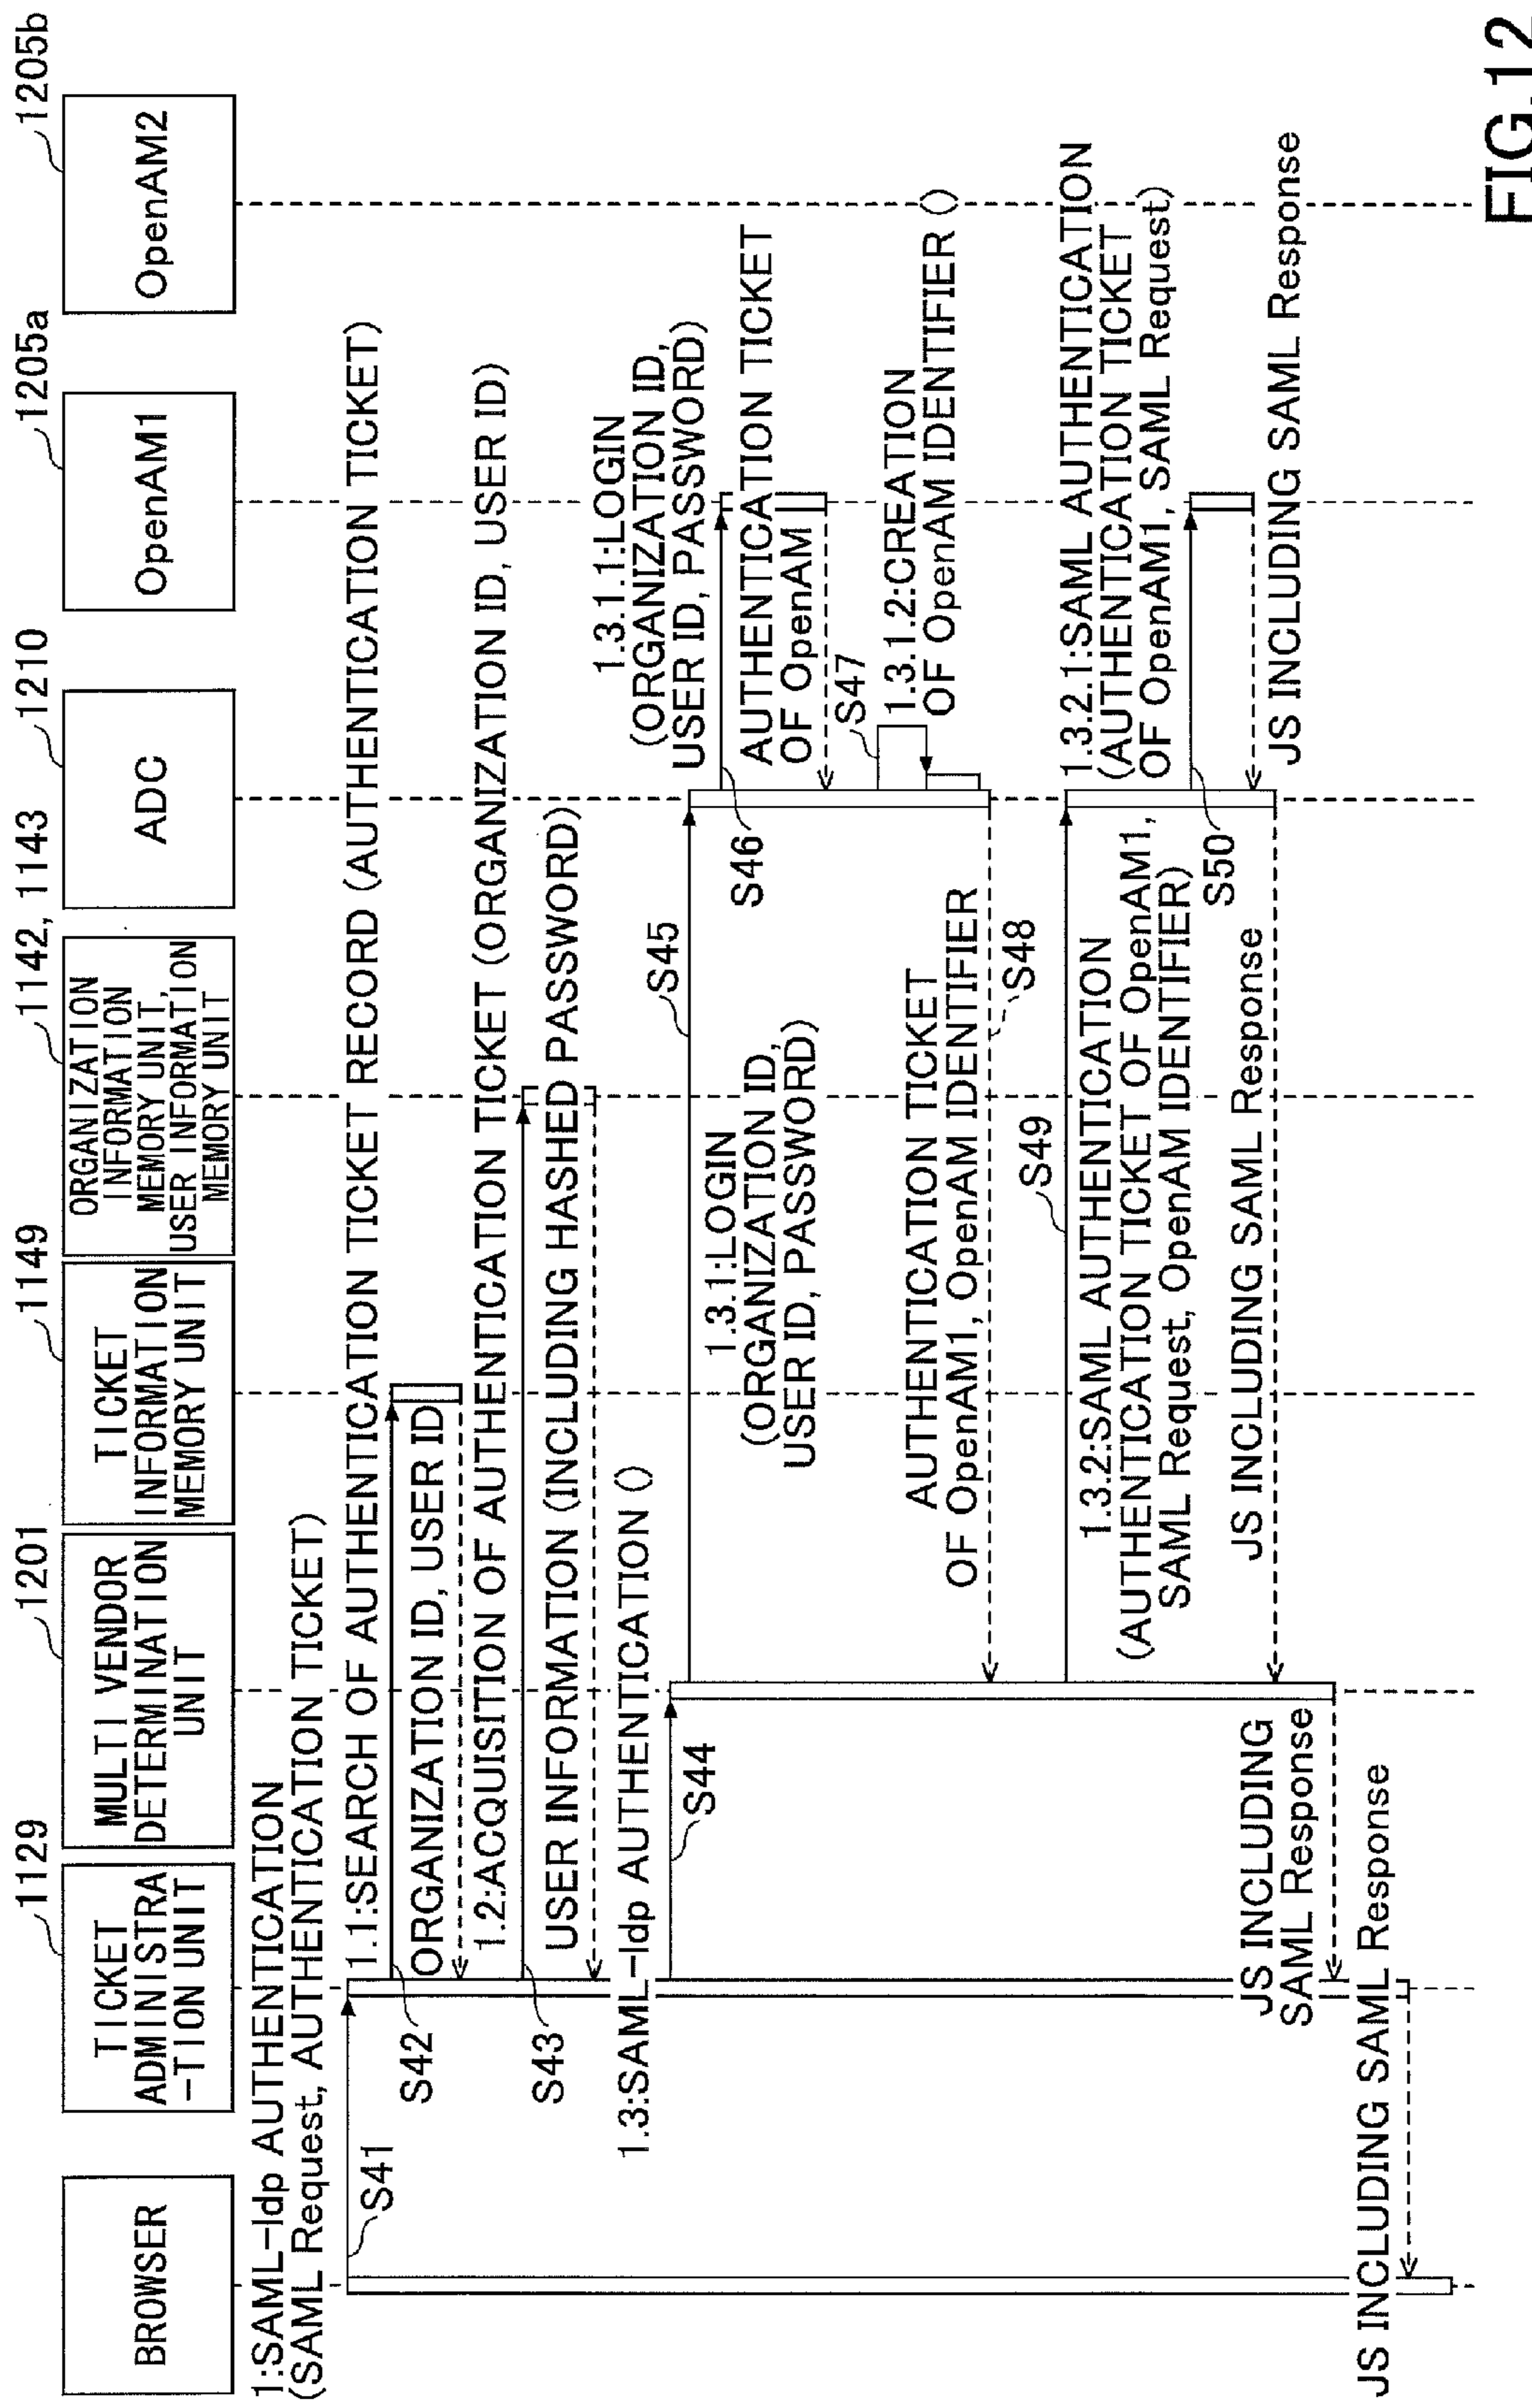 BROWSER
1129
TICKET
ADMINISTRA
-TION UNIT
1201
MULTI VENDOR
DETERMINATION
UNIT
1149
TICKET
INFORMATION
MEMORY UNIT
1142, 1143
ORGANIZATION
INFORMATION
MEMORY UNIT,
USER INFORMATION
MEMORY UNIT
1210
ADC
1205a
OpenAM1
1205b
OpenAM2
1:SAML-Idp AUTHENTICATION
(SAML Request, AUTHENTICATION TICKET)
S41
1.1:SEARCH OF AUTHENTICATION TICKET RECORD (AUTHENTICATION TICKET)
S42
ORGANIZATION ID, USER ID
1.2:ACQUISITION OF AUTHENTICATION TICKET (ORGANIZATION ID, USER ID)
S43
USER INFORMATION (INCLUDING HASHED PASSWORD)
1.3:SAML-Idp AUTHENTICATION ()
S44
S45
1.3.1:LOGIN
(ORGANIZATION ID,
USER ID, PASSWORD)
1.3.1.1:LOGIN
(ORGANIZATION ID,
USER ID, PASSWORD)
S46
AUTHENTICATION TICKET
OF OpenAM
S47
1.3.1.2:CREATION
OF OpenAM IDENTIFIER ()
AUTHENTICATION TICKET
OF OpenAM1, OpenAM IDENTIFIER
S48
S49
1.3.2:SAML AUTHENTICATION
(AUTHENTICATION TICKET OF OpenAM1,
SAML Request, OpenAM IDENTIFIER)
1.3.2.1:SAML AUTHENTICATION
(AUTHENTICATION TICKET
OF OpenAM1, SAML Request)
S50
JS INCLUDING SAML Response
JS INCLUDING SAML Response
JS INCLUDING
SAML Response
JS INCLUDING SAML Response
FIG.12